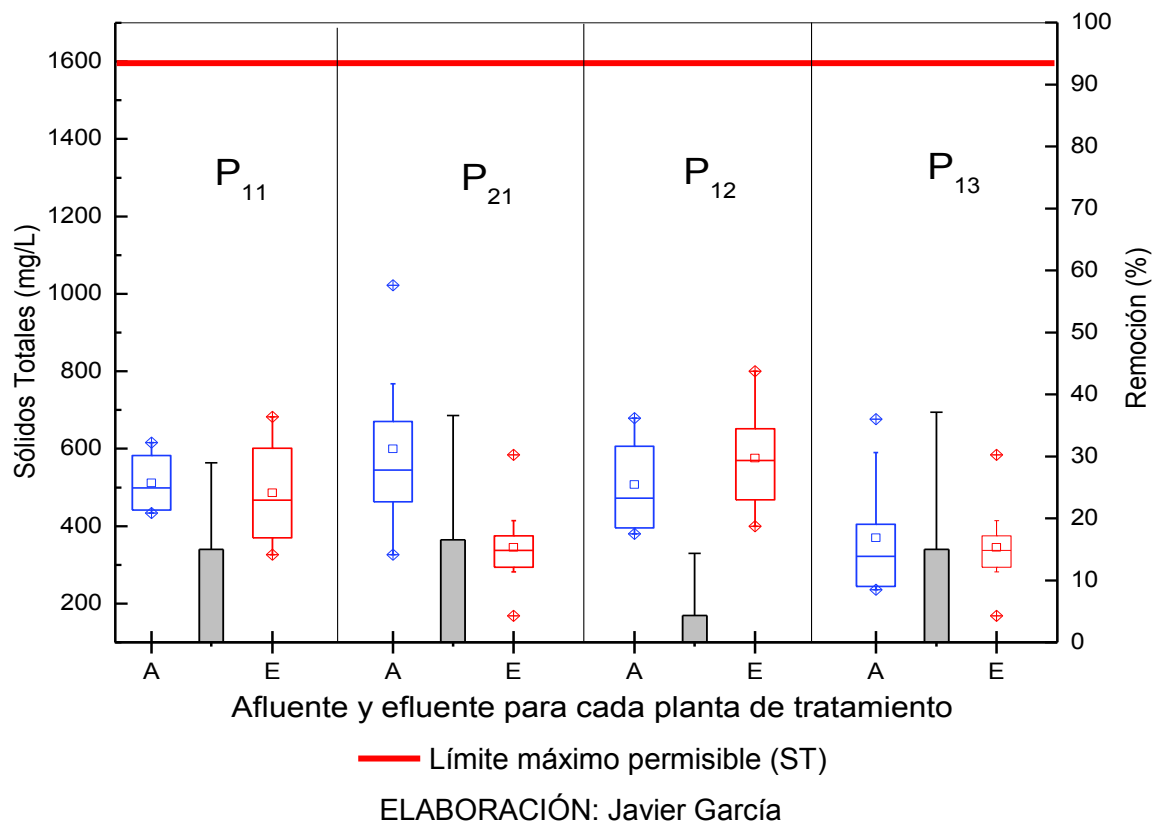 Sólidos Totales (mg/L)
1600
1400
1200
1000
800
600
400
200
P11
P21
P12
P13
100
90
80
70
60
50
40
30
20
10
0
Remoción (%)
A E A E A E A E
Afluente y efluente para cada planta de tratamiento
Límite máximo permisible (ST)
ELABORACIÓN: Javier García